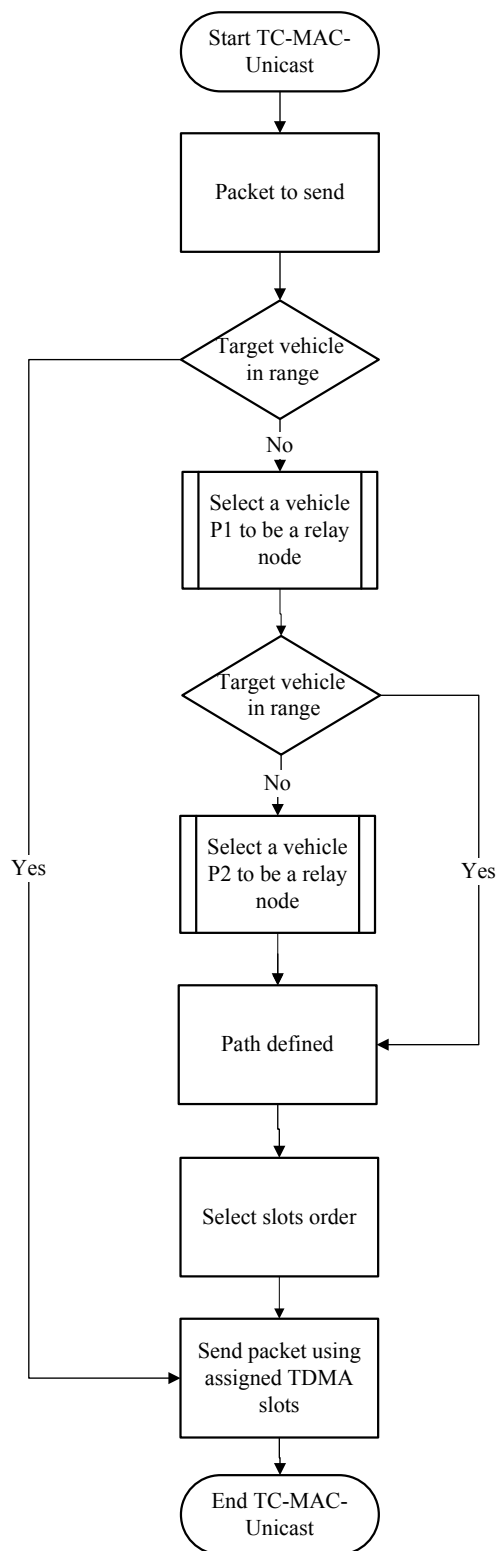 Start TC-MAC-
Unicast
Packet to send
Target vehicle
in range
No
Select a vehicle
P1 to be a relay
node
Target vehicle
in range
No
Select a vehicle
P2 to be a relay
node
Yes
Yes
Path defined
Select slots order
Send packet using
assigned TDMA
slots
End TC-MAC-
Unicast